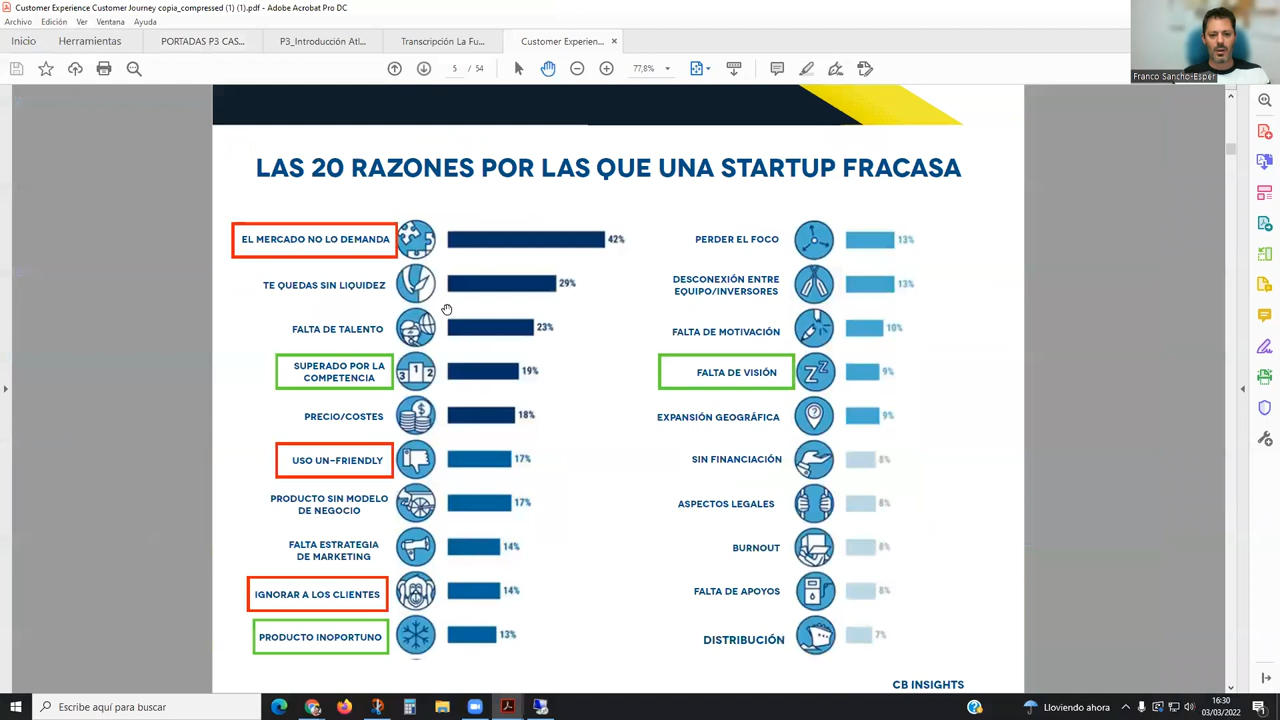 Customer Experience Customer Journey copia_compressed (1) (1).pdf - Adobe Acrobat Pro DC
Archivo Edición Ver Ventana Ayuda
Inicio Herramientas PORTADAS P3 CAS... P3_Introducción Atl... Transcripción La Fu... Customer Experien... ×
5 / 54 77,8%
Franco Sancho-Esper
LAS 20 RAZONES POR LAS QUE UNA STARTUP FRACASA
EL MERCADO NO LO DEMANDA 42%
TE QUEDAS SIN LIQUIDEZ 29%
FALTA DE TALENTO 23%
SUPERADO POR LA
COMPETENCIA 19%
3 1 2
PRECIO/COSTES 18%
$
USO UN-FRIENDLY 17%
PRODUCTO SIN MODELO
DE NEGOCIO 17%
FALTA ESTRATEGIA
DE MARKETING 14%
IGNORAR A LOS CLIENTES 14%
PRODUCTO INOPORTUNO 13%
PERDER EL FOCO 13%
DESCONEXIÓN ENTRE
EQUIPO/INVERSORES 13%
FALTA DE MOTIVACIÓN 10%
FALTA DE VISIÓN 9%
ZZZ
EXPANSIÓN GEOGRÁFICA 9%
?
SIN FINANCIACIÓN 8%
ASPECTOS LEGALES 8%
BURNOUT 8%
FALTA DE APOYOS 8%
DISTRIBUCIÓN 7%
CB INSIGHTS
Escribe aquí para buscar
Lloviendo ahora
16:30
03/03/2022